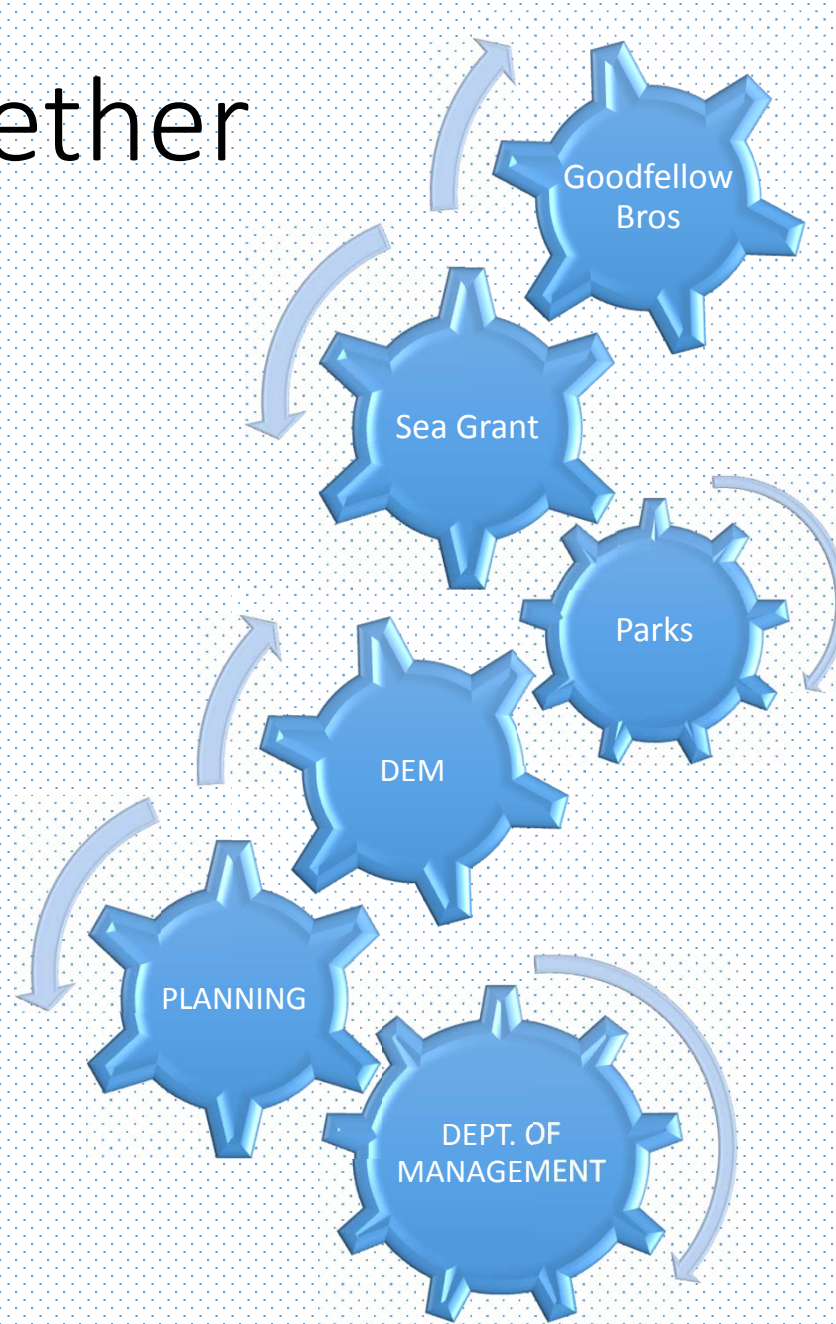 ether
Goodfellow
Bros
Sea Grant
Parks
DEM
PLANNING
DEPT. OF
MANAGEMENT